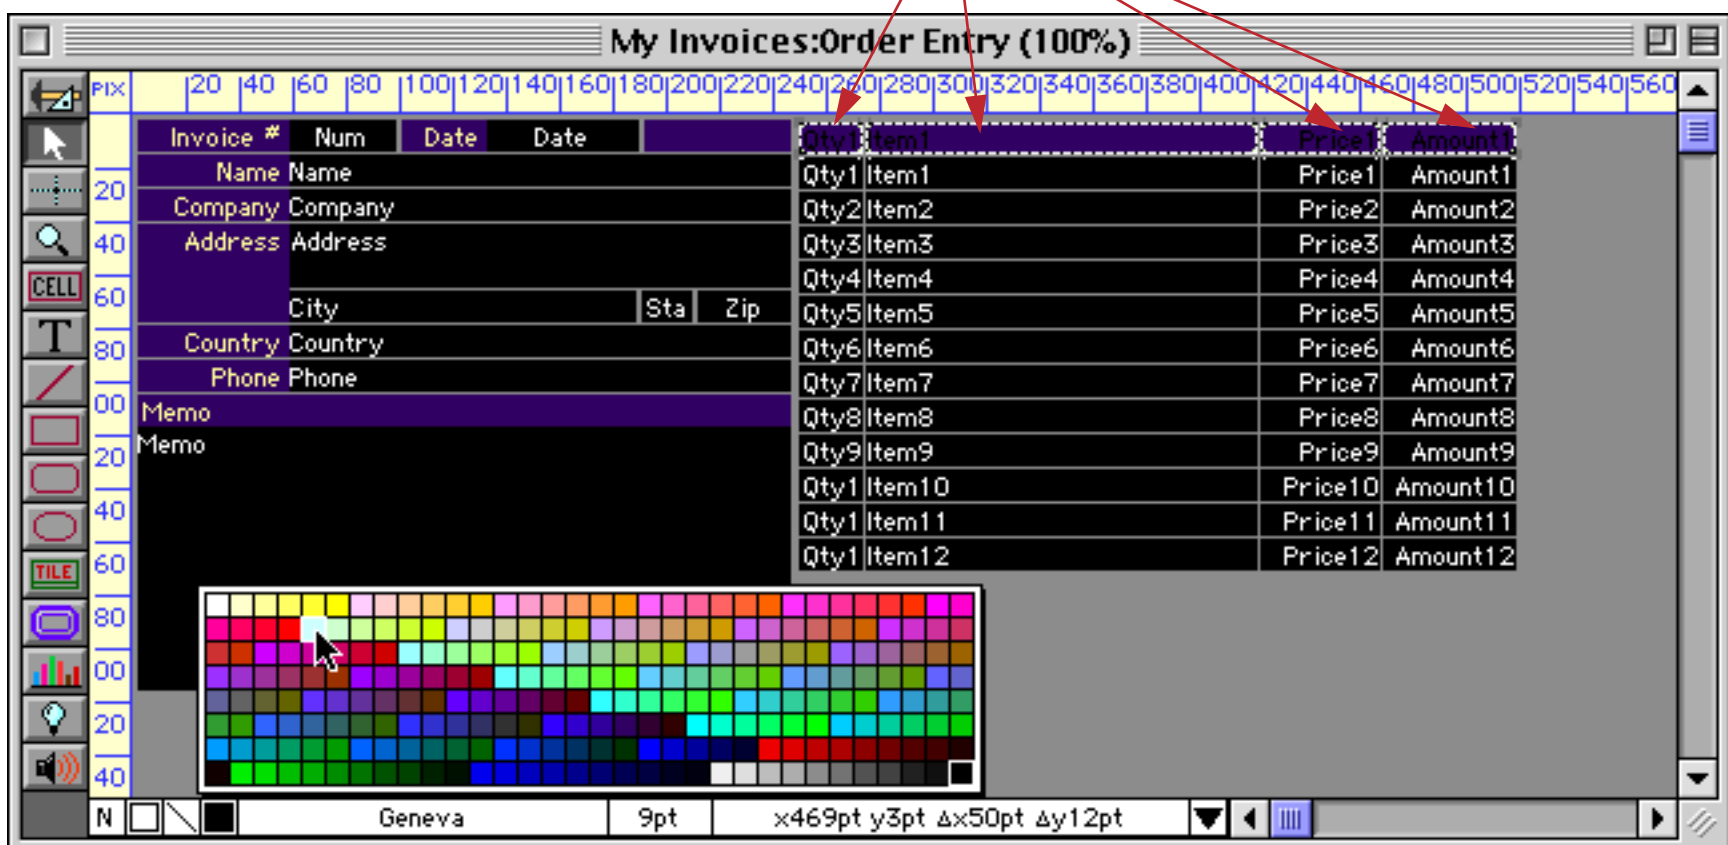 My Invoices:Order Entry (100%)
PIX |20 |40 |60 |80 |100|120|140|160|180|200|220|240|260|280|300|320|340|360|380|400|420|440|460|480|500|520|540|560
Invoice # Num Date Date
Qty1 Item1 Price1 Amount1
Name Name
Qty1 Item1 Price1 Amount1
20
Company Company
Qty2 Item2 Price2 Amount2
40
Address Address
Qty3 Item3 Price3 Amount3
CELL
Qty4 Item4 Price4 Amount4
60
City Sta Zip
Qty5 Item5 Price5 Amount5
T
80
Country Country
Qty6 Item6 Price6 Amount6
Phone Phone
Qty7 Item7 Price7 Amount7
00
Memo
Qty8 Item8 Price8 Amount8
20
Memo
Qty9 Item9 Price9 Amount9
Qty1 Item10 Price10 Amount10
40
Qty1 Item11 Price11 Amount11
60
Qty1 Item12 Price12 Amount12
TILE
80
00
20
40
N Geneva 9pt x469pt y3pt Δx50pt Δy12pt